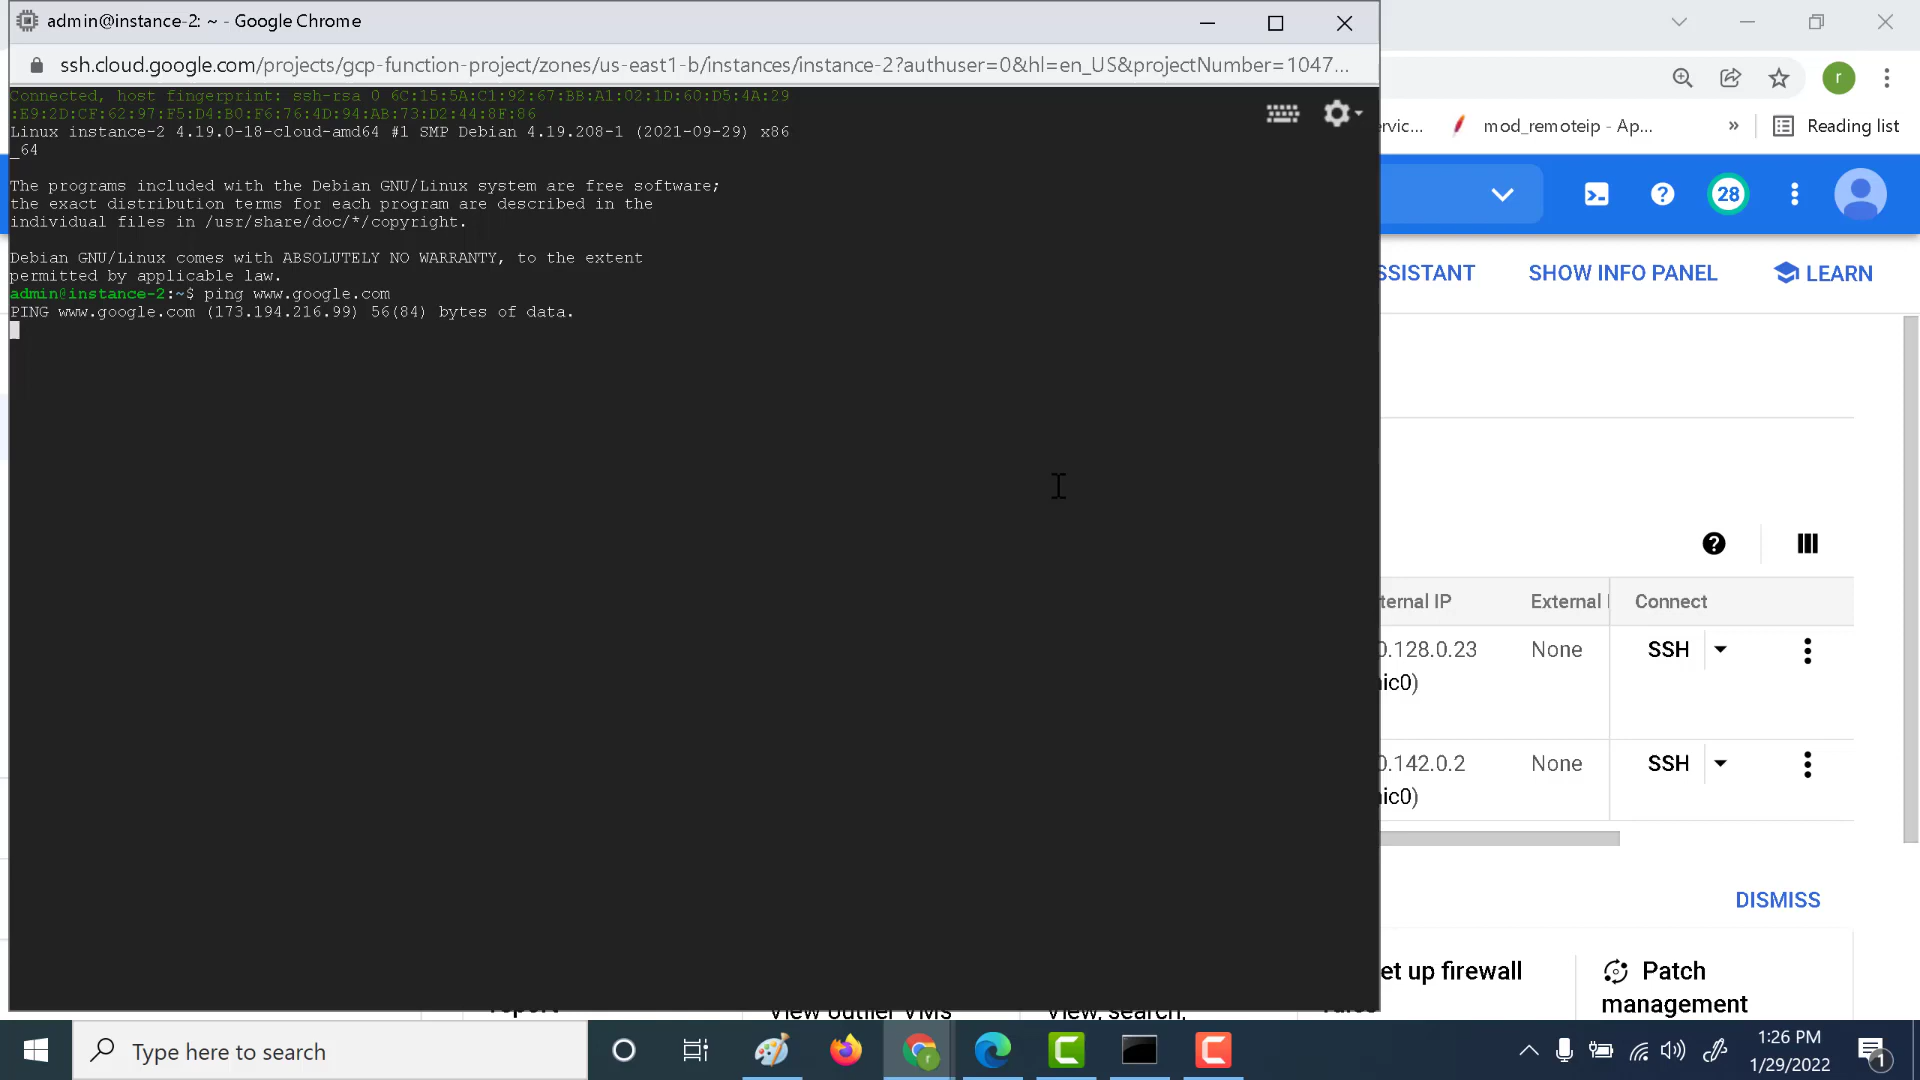 admin@instance-2: ~ - Google Chrome
ssh.cloud.google.com/projects/gcp-function-project/zones/us-east1-b/instances/instance-2?authuser=0&hl=en_US&projectNumber=1047...
Connected, host fingerprint: ssh-rsa 0 6C:15:5A:C1:92:67:BB:A1:02:1D:60:D5:4A:29
:E9:2D:CF:62:97:F5:D4:B0:F6:76:4D:94:AB:73:D2:44:8F:86
Linux instance-2 4.19.0-18-cloud-amd64 #1 SMP Debian 4.19.208-1 (2021-09-29) x86
_64
The programs included with the Debian GNU/Linux system are free software;
the exact distribution terms for each program are described in the
individual files in /usr/share/doc/*/copyright.
Debian GNU/Linux comes with ABSOLUTELY NO WARRANTY, to the extent
permitted by applicable law.
admin@instance-2:~$ ping www.google.com
PING www.google.com (173.194.216.99) 56(84) bytes of data.
r
ervic...
mod_remoteip - Ap...
»
Reading list
28
SSISTANT
SHOW INFO PANEL
LEARN
ternal IP
External I
Connect
0.128.0.23
None
SSH
ic0)
0.142.0.2
None
SSH
ic0)
DISMISS
et up firewall
Patch
management
View outlier VMs
View, search,
Type here to search
1:26 PM
1/29/2022
1